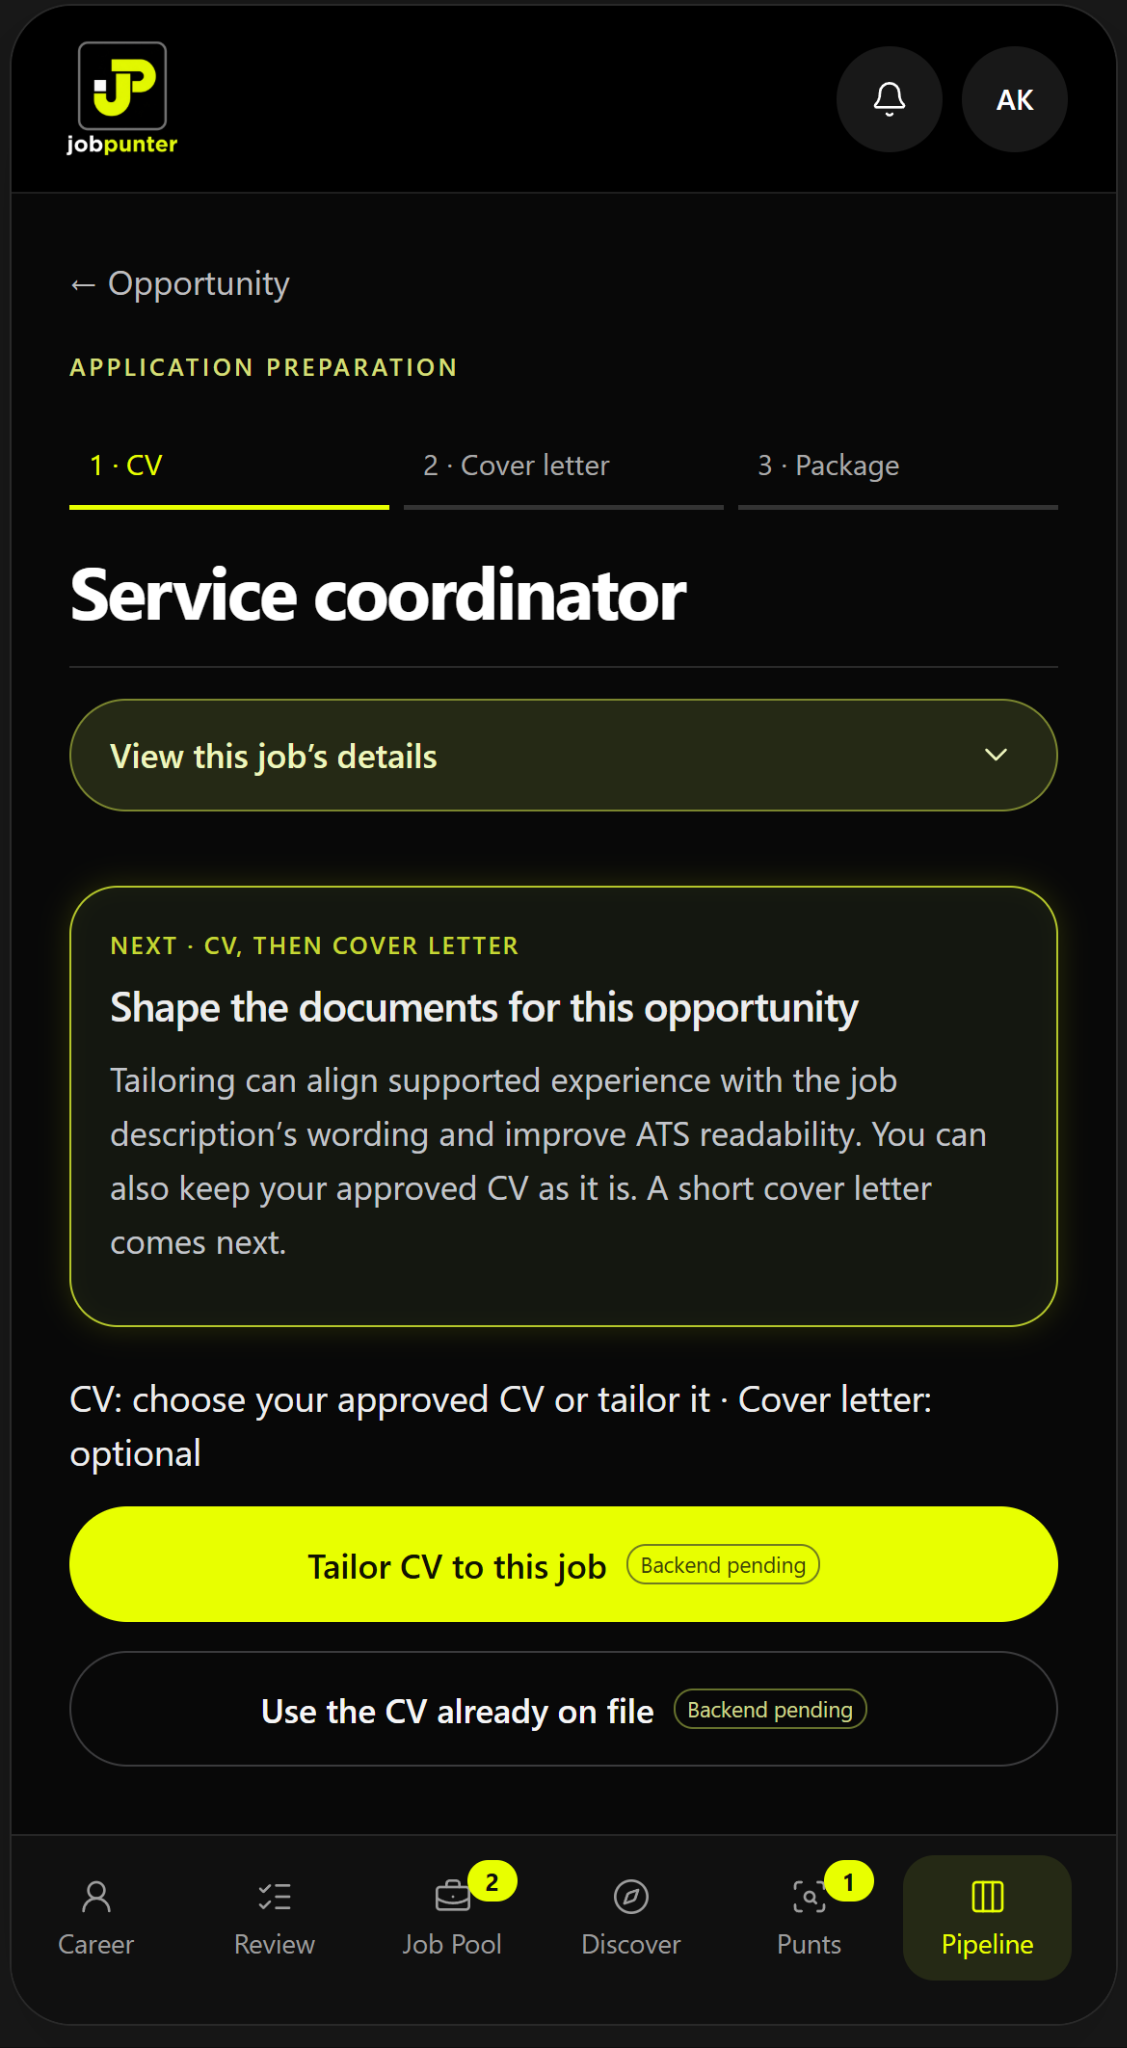 JP
jobpunter
AK
← Opportunity
APPLICATION PREPARATION
1 · CV
2 · Cover letter
3 · Package
Service coordinator
View this job’s details
NEXT · CV, THEN COVER LETTER
Shape the documents for this opportunity
Tailoring can align supported experience with the job
description’s wording and improve ATS readability. You can
also keep your approved CV as it is. A short cover letter
comes next.
CV: choose your approved CV or tailor it · Cover letter:
optional
Tailor CV to this job Backend pending
Use the CV already on file Backend pending
2
1
Career
Review
Job Pool
Discover
Punts
Pipeline